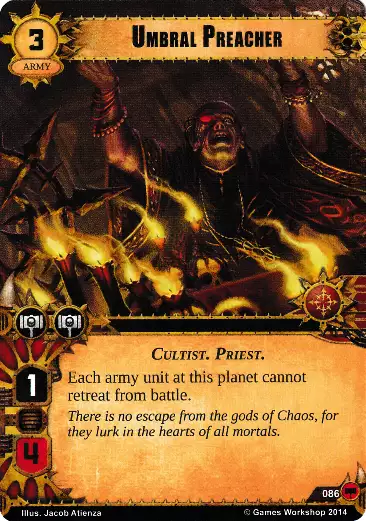 3
UMBRAL PREACHER
ARMY
CULTIST. PRIEST.
1
Each army unit at this planet cannot
retreat from battle.
There is no escape from the gods of Chaos, for
they lurk in the hearts of all mortals.
4
086
Illus. Jacob Atienza
© Games Workshop 2014